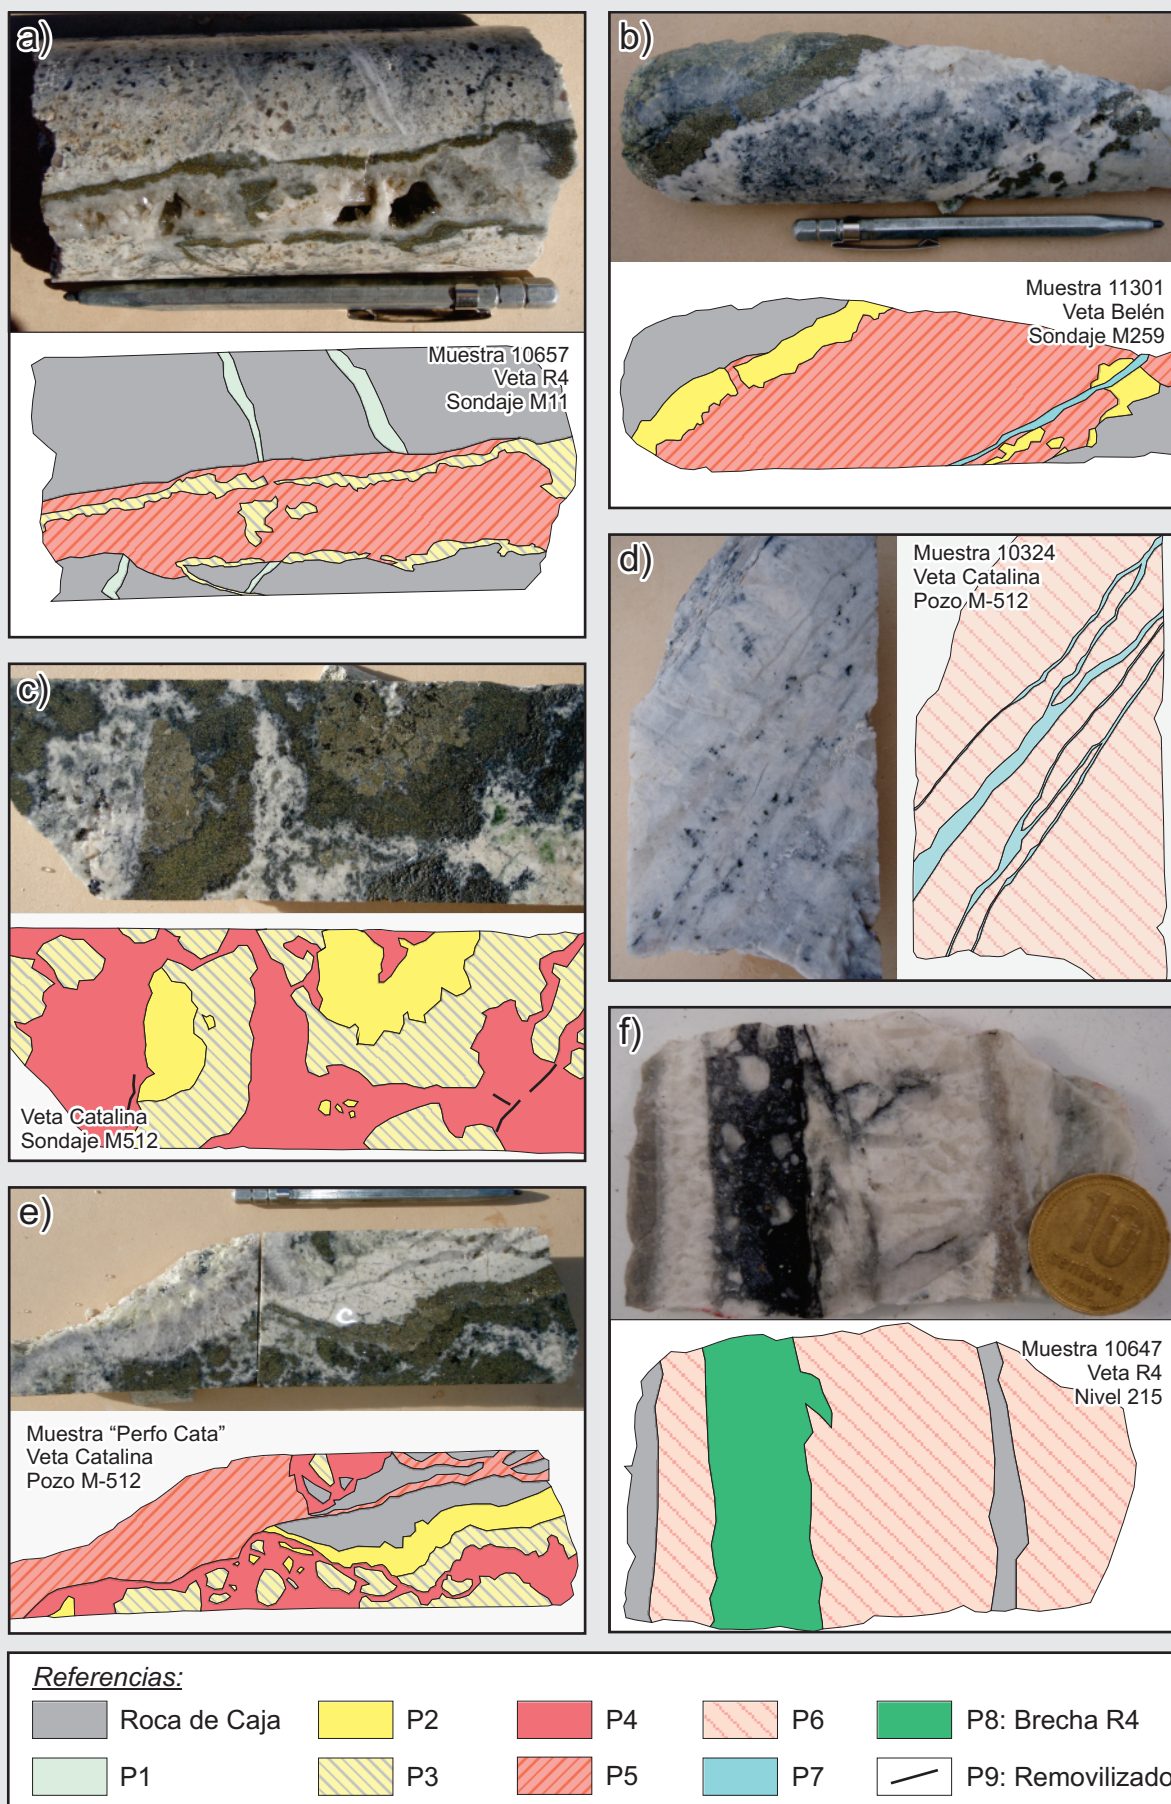 a)
Muestra 10657
Veta R4
Sondaje M11
b)
Muestra 11301
Veta Belén
Sondaje M259
c)
Veta Catalina
Sondaje M512
d)
Muestra 10324
Veta Catalina
Pozo M-512
e)
Muestra “Perfo Cata”
Veta Catalina
Pozo M-512
f)
10
centavos
Muestra 10647
Veta R4
Nivel 215
Referencias:
Roca de Caja
P2
P4
P6
P8: Brecha R4
P1
P3
P5
P7
P9: Removilizado